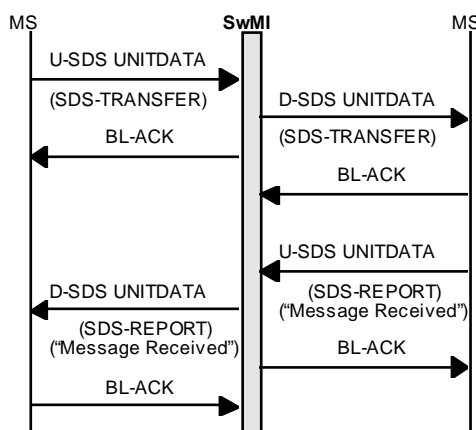 MS SwMI MS
U-SDS UNITDATA
(SDS-TRANSFER)
D-SDS UNITDATA
(SDS-TRANSFER)
BL-ACK
BL-ACK
U-SDS UNITDATA
(SDS-REPORT)
(“Message Received”)
D-SDS UNITDATA
(SDS-REPORT)
(“Message Received”)
BL-ACK
BL-ACK